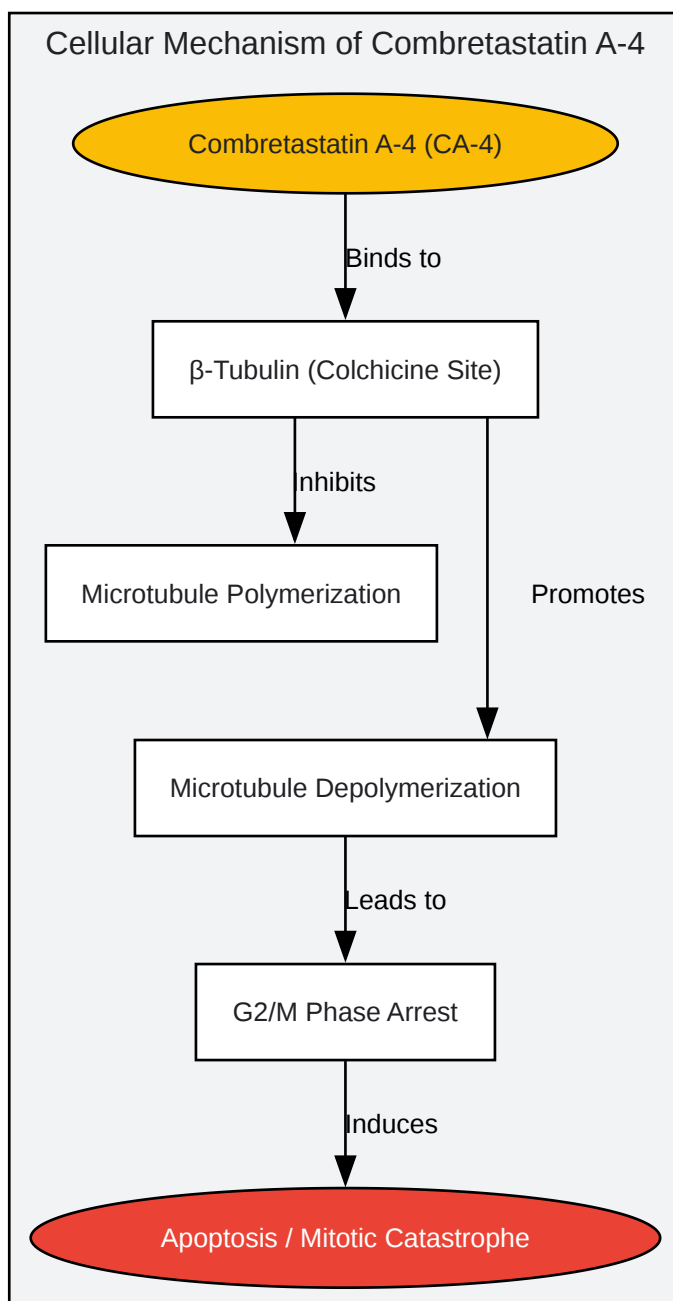 Cellular Mechanism of Combretastatin A-4
Combretastatin A-4 (CA-4)
Binds to
β-Tubulin (Colchicine Site)
Inhibits
Microtubule Polymerization
Promotes
Microtubule Depolymerization
Leads to
G2/M Phase Arrest
Induces
Apoptosis / Mitotic Catastrophe